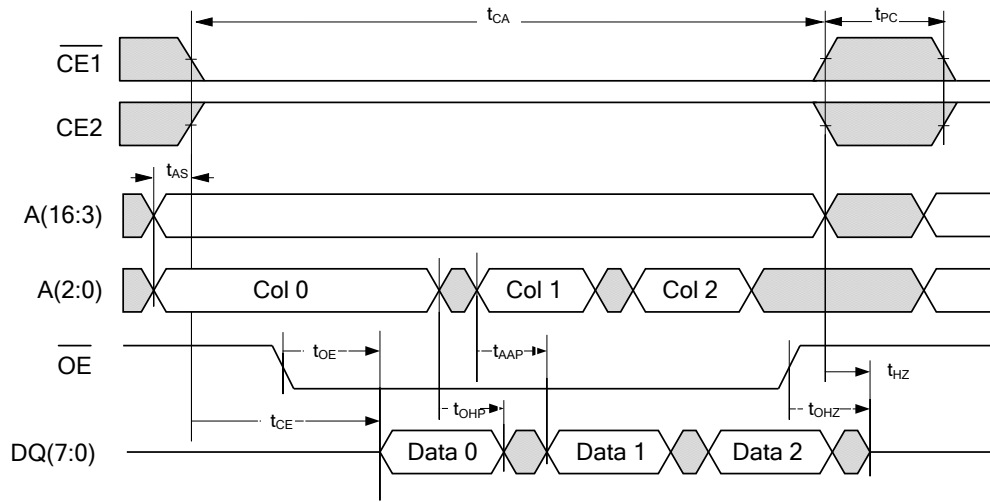 tCA
tPC
CE1
CE2
tAS
A(16:3)
A(2:0)
Col 0
Col 1
Col 2
OE
tOE
tAAP
tHZ
tCE
tOHP
tOHZ
DQ(7:0)
Data 0
Data 1
Data 2